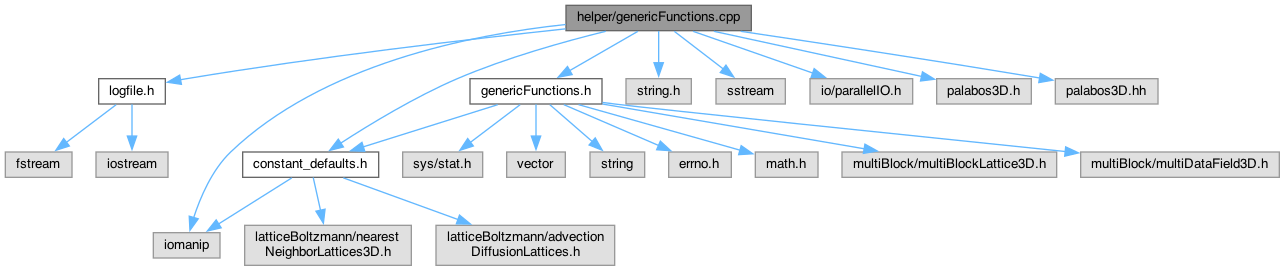 helper/genericFunctions.cpp
logfile.h
genericFunctions.h
string.h
sstream
io/parallelIO.h
palabos3D.h
palabos3D.hh
fstream
iostream
constant_defaults.h
sys/stat.h
vector
string
errno.h
math.h
multiBlock/multiBlockLattice3D.h
multiBlock/multiDataField3D.h
iomanip
latticeBoltzmann/nearest
NeighborLattices3D.h
latticeBoltzmann/advection
DiffusionLattices.h